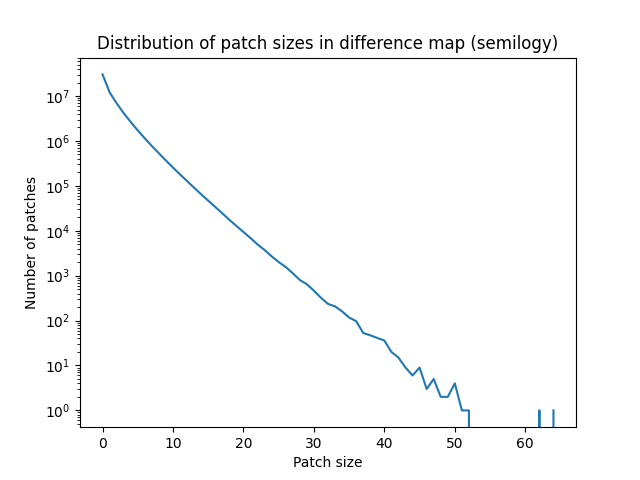 Distribution of patch sizes in difference map (semilogy)
Number of patches
10^7
10^6
10^5
10^4
10^3
10^2
10^1
10^0
0 10 20 30 40 50 60
Patch size